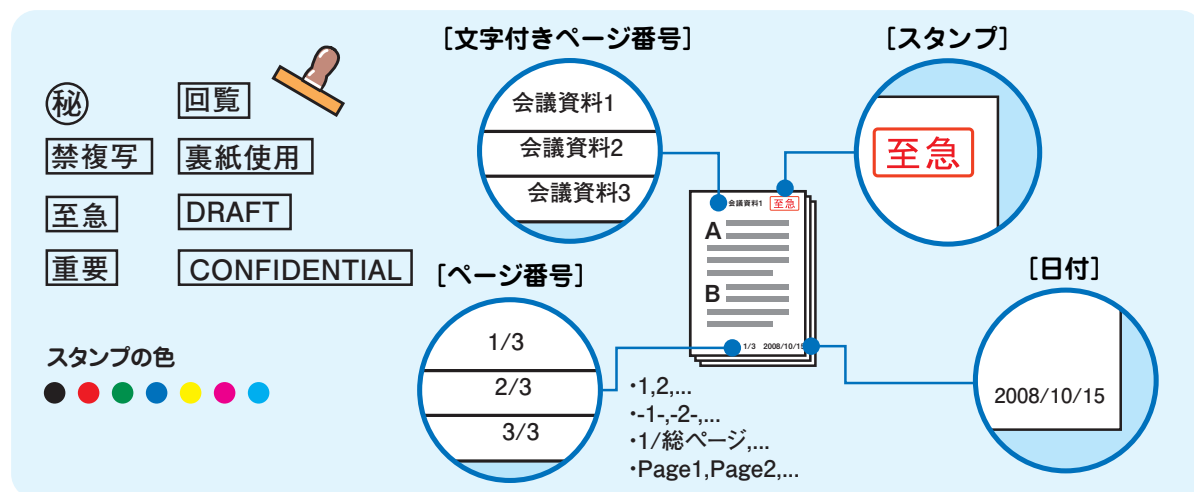 ㊙
回覧
禁複写
裏紙使用
至急
DRAFT
重要
CONFIDENTIAL
スタンプの色
[文字付きページ番号]
会議資料1
会議資料2
会議資料3
[スタンプ]
至急
会議資料1 至急
A
B
1/3 2008/10/15
[ページ番号]
1/3
2/3
3/3
・1,2,...
・-1-,-2-,...
・1/総ページ,...
・Page1,Page2,...
[日付]
2008/10/15